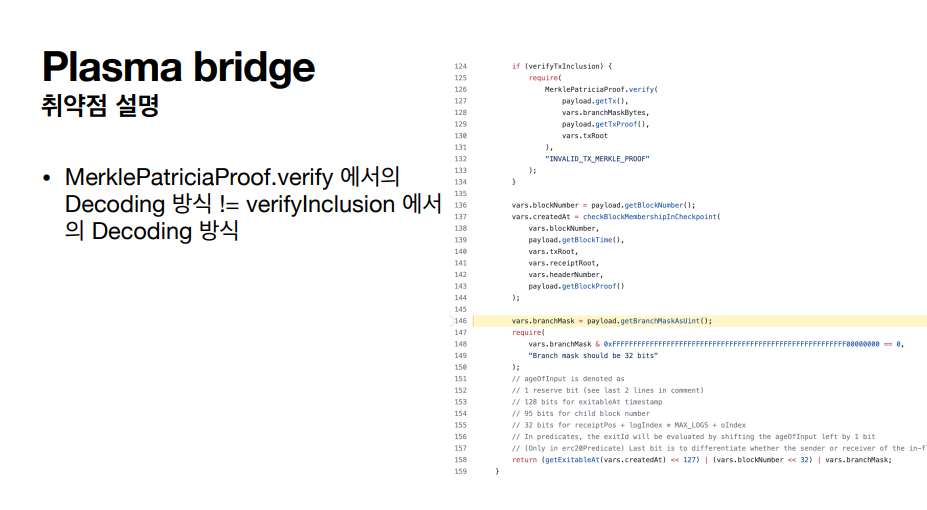 Plasma bridge
취약점 설명
• MerklePatriciaProof.verify 에서의
Decoding 방식 != verifyInclusion 에서
의 Decoding 방식
124 if (verifyTxInclusion) {
125 require(
126 MerklePatriciaProof.verify(
127 payload.getTx(),
128 vars.branchMaskBytes,
129 payload.getTxProof(),
130 vars.txRoot
131 ),
132 "INVALID_TX_MERKLE_PROOF"
133 );
134 }
135
136 vars.blockNumber = payload.getBlockNumber();
137 vars.createdAt = checkBlockMembershipInCheckpoint(
138 vars.blockNumber,
139 payload.getBlockTime(),
140 vars.txRoot,
141 vars.receiptRoot,
142 vars.headerNumber,
143 payload.getBlockProof()
144 );
145
146 vars.branchMask = payload.getBranchMaskAsUint();
147 require(
148 vars.branchMask & 0xFFFFFFFFFFFFFFFFFFFFFFFFFFFFFFFFFFFFFFFFFFFFFFFFFFFFFFFF00000000 == 0,
149 "Branch mask should be 32 bits"
150 );
151 // ageOfInput is denoted as
152 // 1 reserve bit (see last 2 lines in comment)
153 // 128 bits for exitableAt timestamp
154 // 95 bits for child block number
155 // 32 bits for receiptPos + logIndex * MAX_LOGS + oIndex
156 // In predicates, the exitId will be evaluated by shifting the ageOfInput left by 1 bit
157 // (Only in erc20Predicate) Last bit is to differentiate whether the sender or receiver of the in-fl
158 return (getExitableAt(vars.createdAt) << 127) | (vars.blockNumber << 32) | vars.branchMask;
159 }